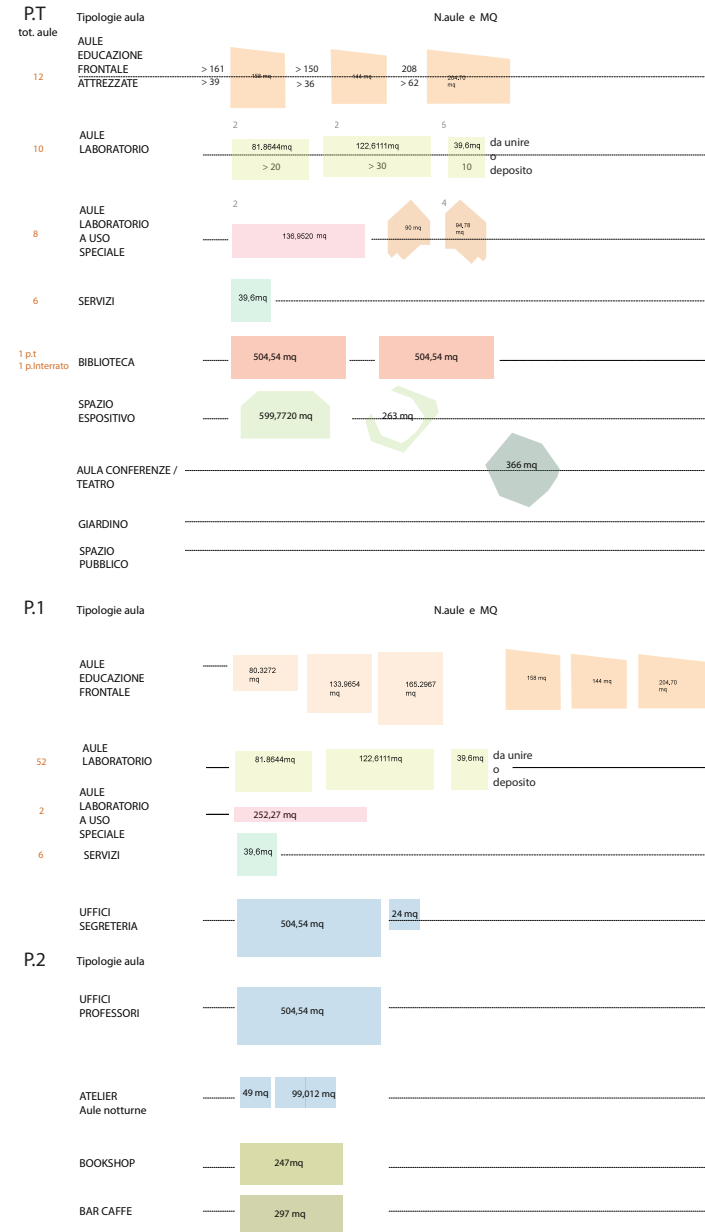 P.T Tipologie aula N.aule e MQ
tot. aule
AULE
EDUCAZIONE
FRONTALE
ATTREZZATE
12
> 161
> 39
158 mq
> 150
> 36
144 mq
208
> 62
204,70
mq
AULE
LABORATORIO
10
2
81.8644mq
> 20
2
122,6111mq
> 30
5
39,6mq
10
da unire
o
deposito
AULE
LABORATORIO
A USO
SPECIALE
8
2
136,9520 mq
90 mq
4
94,78
mq
6 SERVIZI 39,6mq
1 p.t
1 p.Interrato
BIBLIOTECA 504,54 mq 504,54 mq
SPAZIO
ESPOSITIVO
599,7720 mq 263 mq
AULA CONFERENZE /
TEATRO
366 mq
GIARDINO
SPAZIO
PUBBLICO
P.1 Tipologie aula N.aule e MQ
AULE
EDUCAZIONE
FRONTALE
80.3272
mq
133,9654
mq
165.2967
mq
158 mq
144 mq
204,70
mq
AULE
LABORATORIO
52
81.8644mq
122,6111mq
39,6mq
da unire
o
deposito
AULE
LABORATORIO
A USO
SPECIALE
2
252,27 mq
6 SERVIZI 39,6mq
UFFICI
SEGRETERIA
504,54 mq
24 mq
P.2 Tipologie aula
UFFICI
PROFESSORI
504,54 mq
ATELIER
Aule notturne
49 mq 99,012 mq
BOOKSHOP 247mq
BAR CAFFE 297 mq